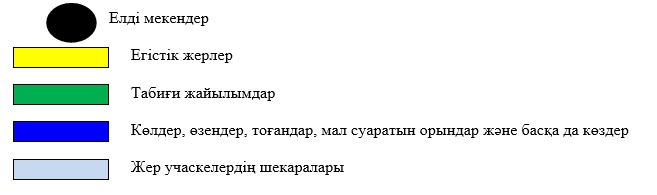 Елді мекендер
Егістік жерлер
Табиғи жайылымдар
Көлдер, өзендер, тоғандар, мал суаратын орындар және басқа да көздер
Жер учаскелердің шекаралары